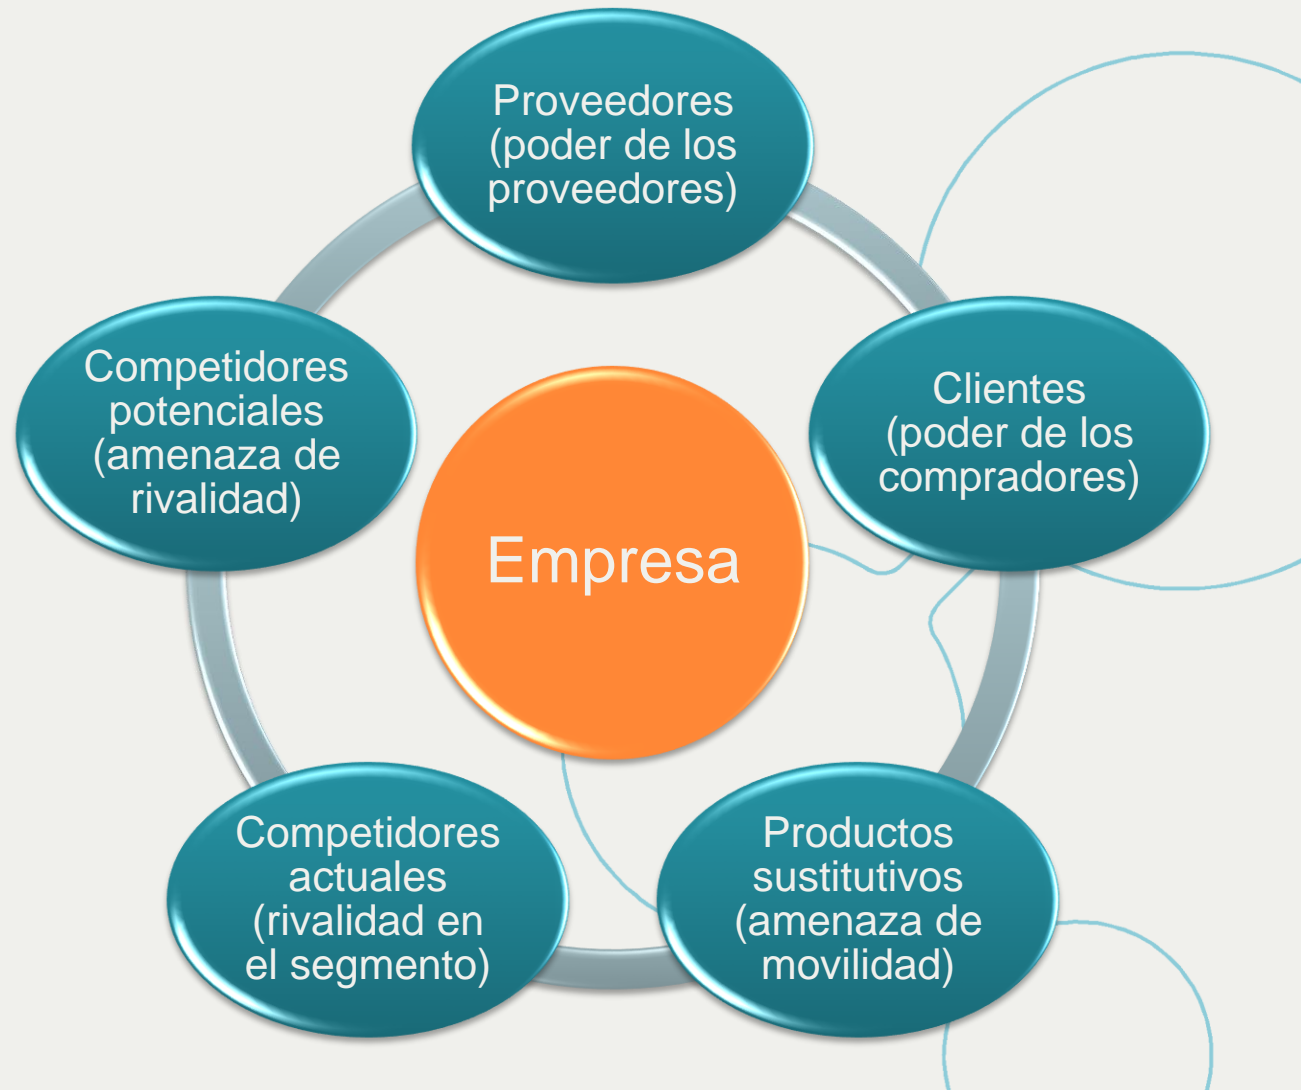 Proveedores
(poder de los
proveedores)
Clientes
(poder de los
compradores)
Productos
sustitutivos
(amenaza de
movilidad)
Competidores
actuales
(rivalidad en
el segmento)
Competidores
potenciales
(amenaza de
rivalidad)
Empresa